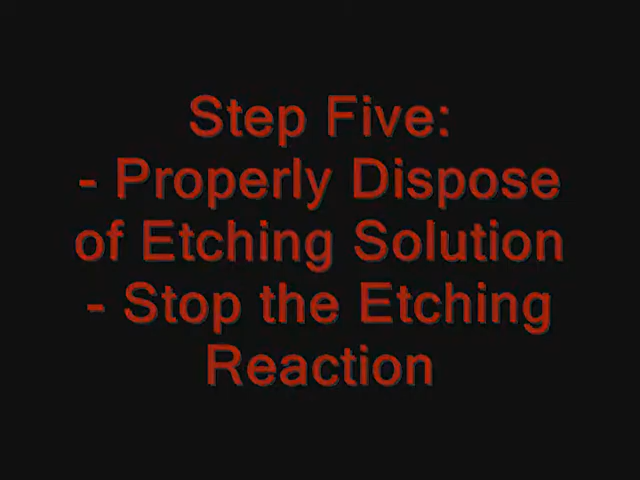 Step Five:
- Properly Dispose
of Etching Solution
- Stop the Etching
Reaction